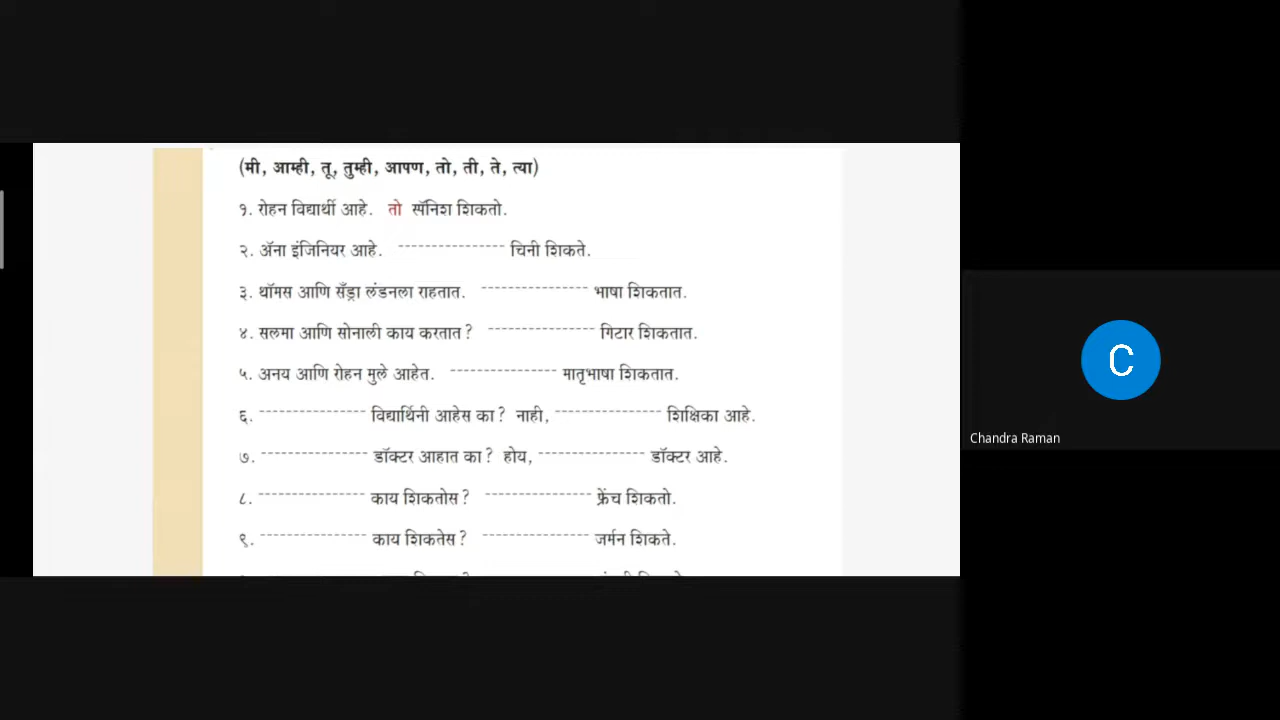 (मी, आम्ही, तू, तुम्ही, आपण, तो, ती, ते, त्या)
१. रोहन विद्यार्थी आहे. तो स्पॅनिश शिकतो.
२. ॲना इंजिनियर आहे. -------------- चिनी शिकते.
३. थॉमस आणि सँड्रा लंडनला राहतात. -------------- भाषा शिकतात.
४. सलमा आणि सोनाली काय करतात? -------------- गिटार शिकतात.
५. अनय आणि रोहन मुले आहेत. -------------- मातृभाषा शिकतात.
६. -------------- विद्यार्थिनी आहेस का? नाही, -------------- शिक्षिका आहे.
७. -------------- डॉक्टर आहात का? होय, -------------- डॉक्टर आहे.
८. -------------- काय शिकतोस? -------------- फ्रेंच शिकतो.
९. -------------- काय शिकतेस? -------------- जर्मन शिकते.
C
Chandra Raman